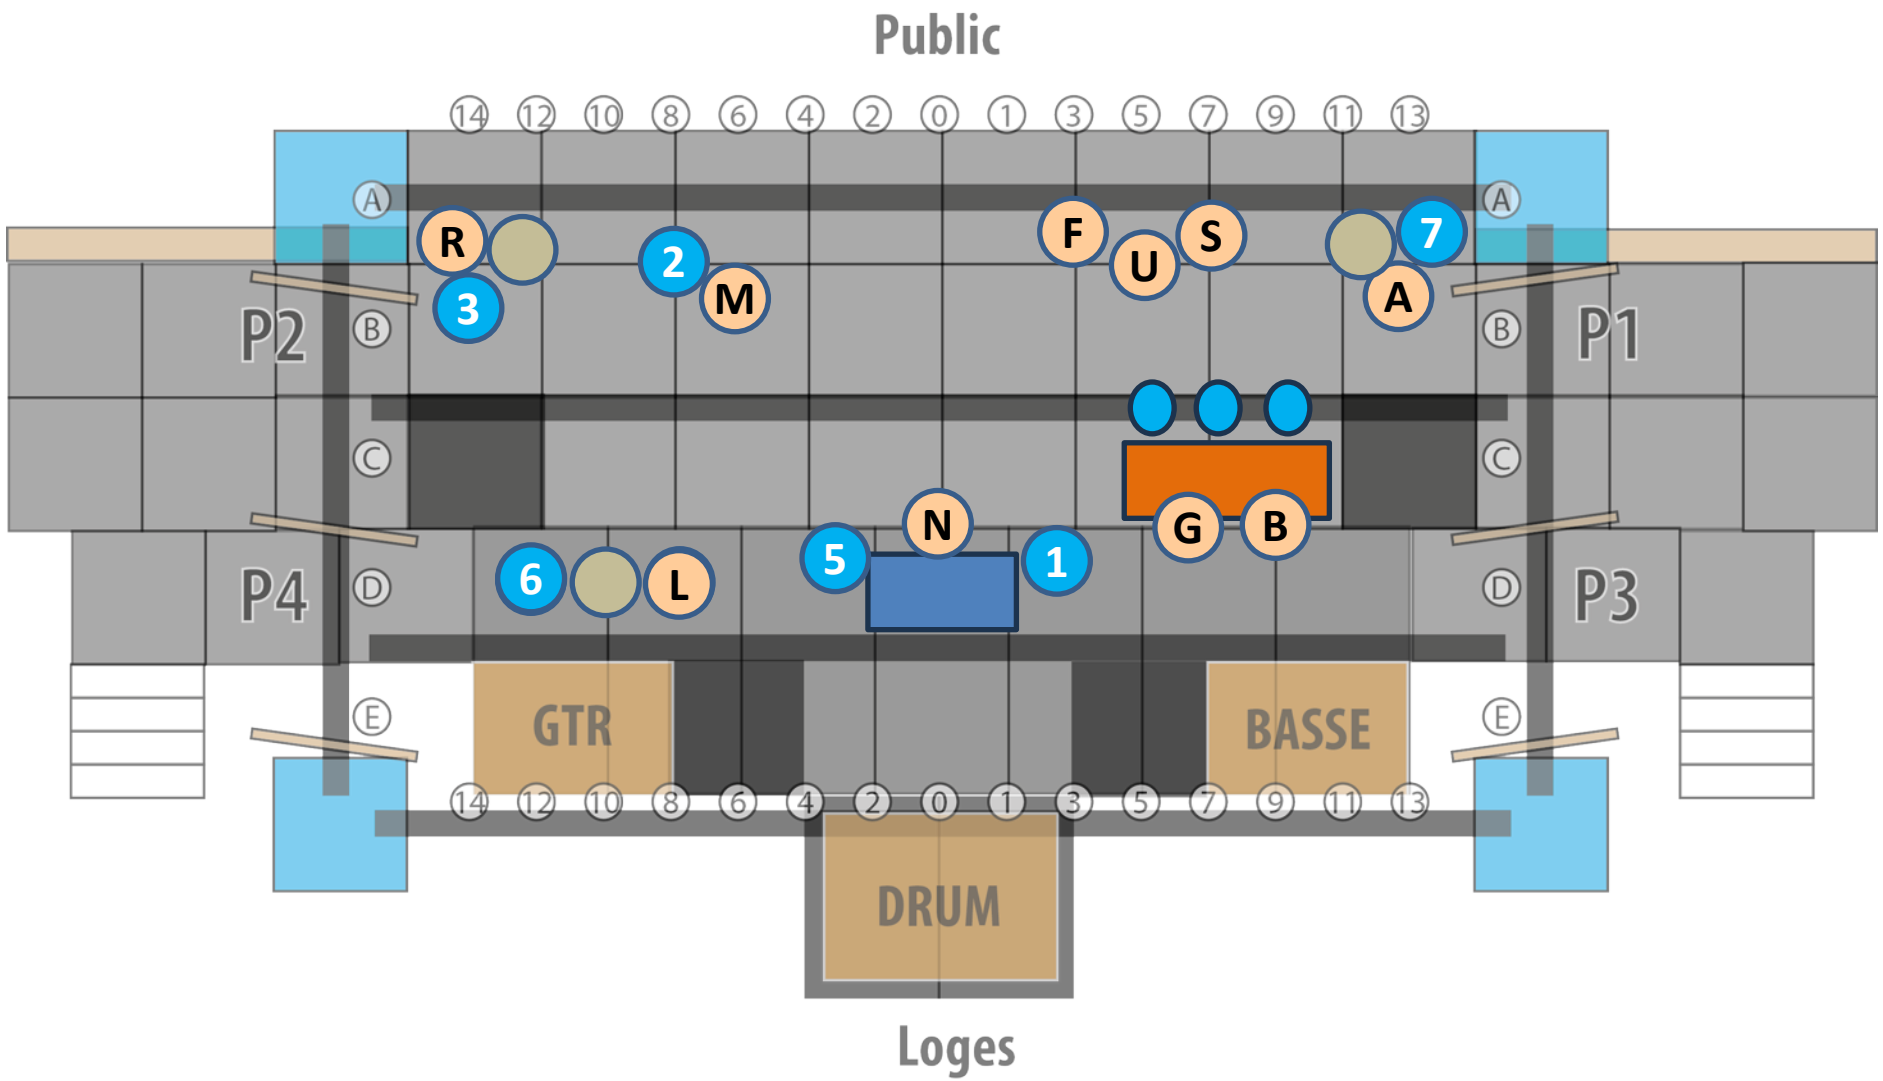 Public
14 12 10 8 6 4 2 0 1 3 5 7 9 11 13
A A
R 2 F U S 7
3 M A
P2 B B P1
C C
N G B
6 L 5 1
P4 D D P3
GTR BASSE
E E
14 12 10 8 6 4 2 0 1 3 5 7 9 11 13
DRUM
Loges